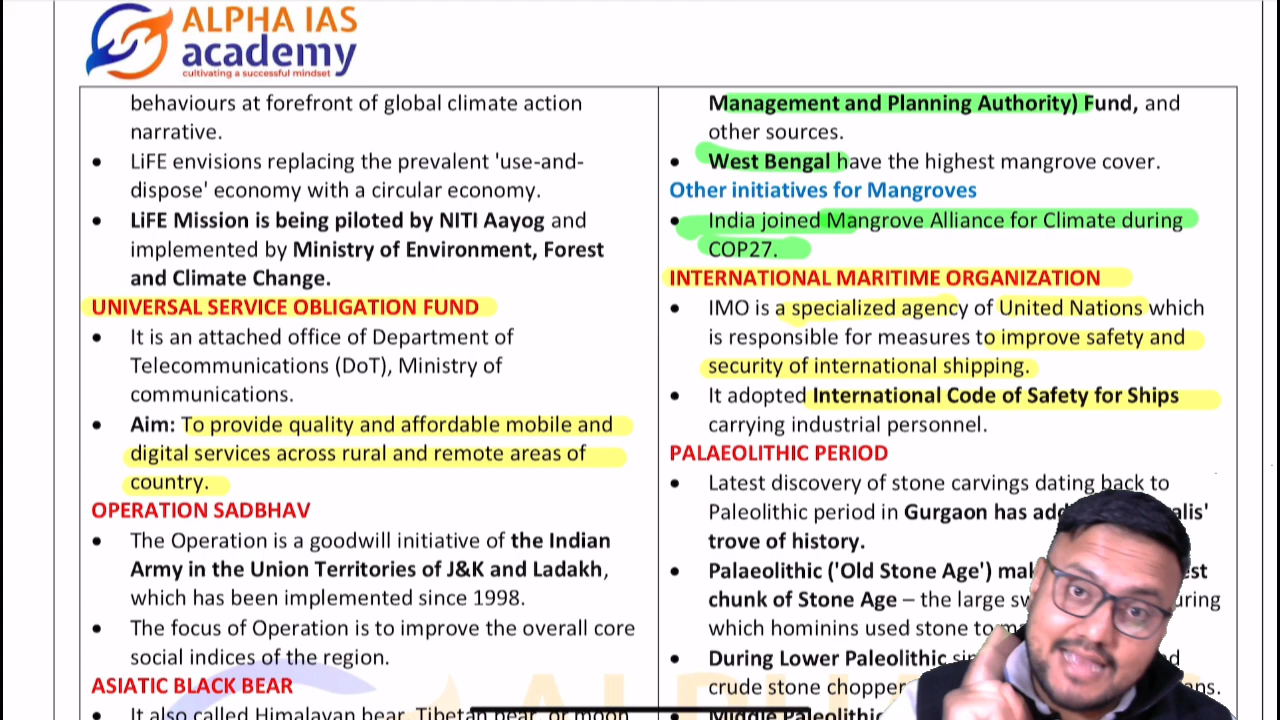 ALPHA IAS
academy
cultivating a successful mindset
behaviours at forefront of global climate action
narrative.
• LiFE envisions replacing the prevalent 'use-and-
dispose' economy with a circular economy.
• LiFE Mission is being piloted by NITI Aayog and
implemented by Ministry of Environment, Forest
and Climate Change.
UNIVERSAL SERVICE OBLIGATION FUND
• It is an attached office of Department of
Telecommunications (DoT), Ministry of
communications.
• Aim: To provide quality and affordable mobile and
digital services across rural and remote areas of
country.
OPERATION SADBHAV
• The Operation is a goodwill initiative of the Indian
Army in the Union Territories of J&K and Ladakh,
which has been implemented since 1998.
• The focus of Operation is to improve the overall core
social indices of the region.
ASIATIC BLACK BEAR
• It also called Himalayan bear, Tibetan bear, or moon
Management and Planning Authority) Fund, and
other sources.
• West Bengal have the highest mangrove cover.
Other initiatives for Mangroves
• India joined Mangrove Alliance for Climate during
COP27.
INTERNATIONAL MARITIME ORGANIZATION
• IMO is a specialized agency of United Nations which
is responsible for measures to improve safety and
security of international shipping.
• It adopted International Code of Safety for Ships
carrying industrial personnel.
PALAEOLITHIC PERIOD
• Latest discovery of stone carvings dating back to
Paleolithic period in Gurgaon has
trove of history.
• Palaeolithic ('Old Stone Age')
chunk of Stone Age – the large
which hominins used stone
• During Lower Paleolithic
crude stone
Middle Paleolithic